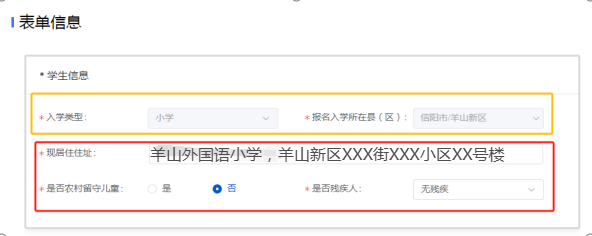 表单信息
* 学生信息
* 入学类型： 小学 * 报名入学所在县（区）： 信阳市/羊山新区
* 现居住住址： 羊山外国语小学，羊山新区XXX街XXX小区XX号楼
* 是否农村留守儿童： 是 否 * 是否残疾人： 无残疾